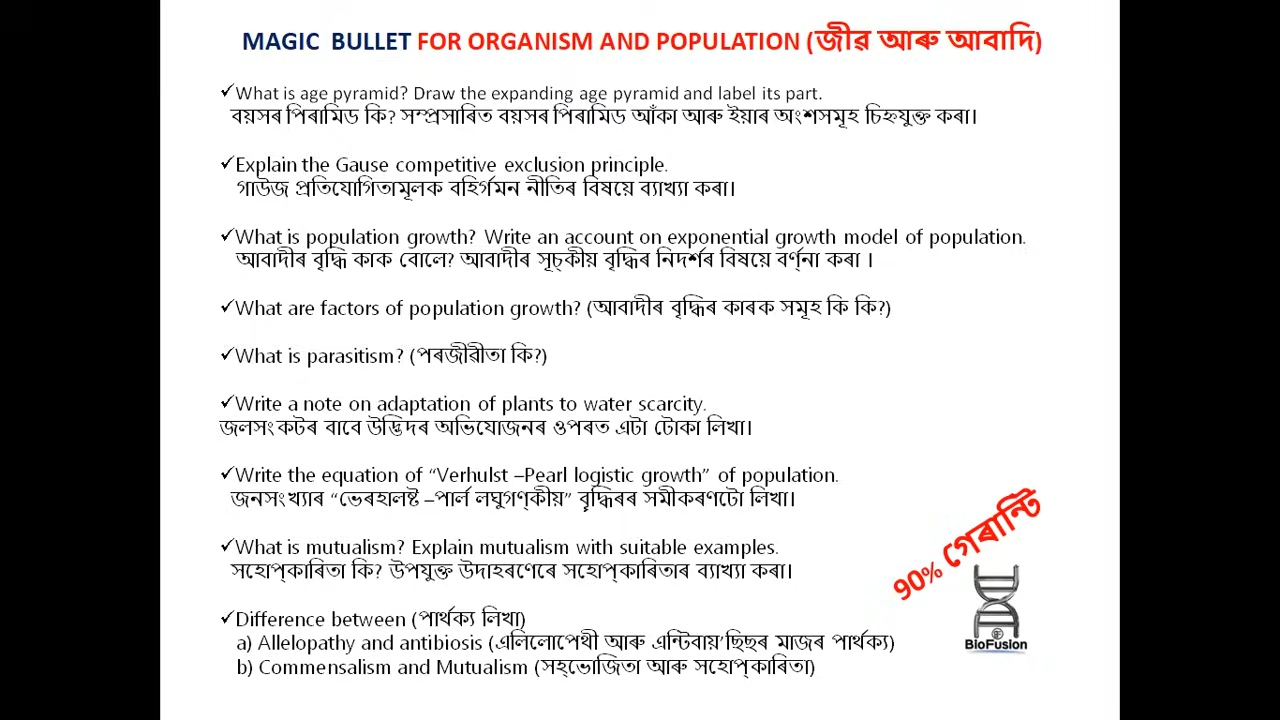 MAGIC BULLET FOR ORGANISM AND POPULATION (জীৱ আৰু আবাদি)
✓What is age pyramid? Draw the expanding age pyramid and label its part.
বয়সৰ পিৰামিড কি? সম্প্ৰসাৰিত বয়সৰ পিৰামিড আঁকা আৰু ইয়াৰ অংশসমূহ চিহ্নযুক্ত কৰা।
✓Explain the Gause competitive exclusion principle.
গাউজ প্ৰতিযোগিতামূলক বহিৰ্গমন নীতিৰ বিষয়ে ব্যাখ্যা কৰা।
✓What is population growth? Write an account on exponential growth model of population.
আবাদীৰ বৃদ্ধি কাক বোলে? আবাদীৰ সূচ্কীয় বৃদ্ধিৰ নিদৰ্শৰ বিষয়ে বৰ্ণ্না কৰা ।
✓What are factors of population growth? (আবাদীৰ বৃদ্ধিৰ কাৰক সমূহ কি কি?)
✓What is parasitism? (পৰজীৱীতা কি?)
✓Write a note on adaptation of plants to water scarcity.
জলসংকটৰ বাবে উদ্ভিদৰ অভিযোজনৰ ওপৰত এটা টোকা লিখা।
✓Write the equation of “Verhulst –Pearl logistic growth” of population.
জনসংখ্যাৰ “ভেৰহালষ্ট –পাৰ্ল লঘুগণ্কীয়” বৃদ্ধিৰৰ সমীকৰণটো লিখা।
✓What is mutualism? Explain mutualism with suitable examples.
সহোপ্কাৰিতা কি? উপযুক্ত উদাহৰণেৰে সহোপ্কাৰিতাৰ ব্যাখ্যা কৰা।
✓Difference between (পাৰ্থক্য লিখা)
a) Allelopathy and antibiosis (এলিলোপেথী আৰু এন্টিবায়'ছিছৰ মাজৰ পাৰ্থক্য)
b) Commensalism and Mutualism (সহ্ভোজিতা আৰু সহোপ্কাৰিতা)
90% গেৰান্টি
BioFusion